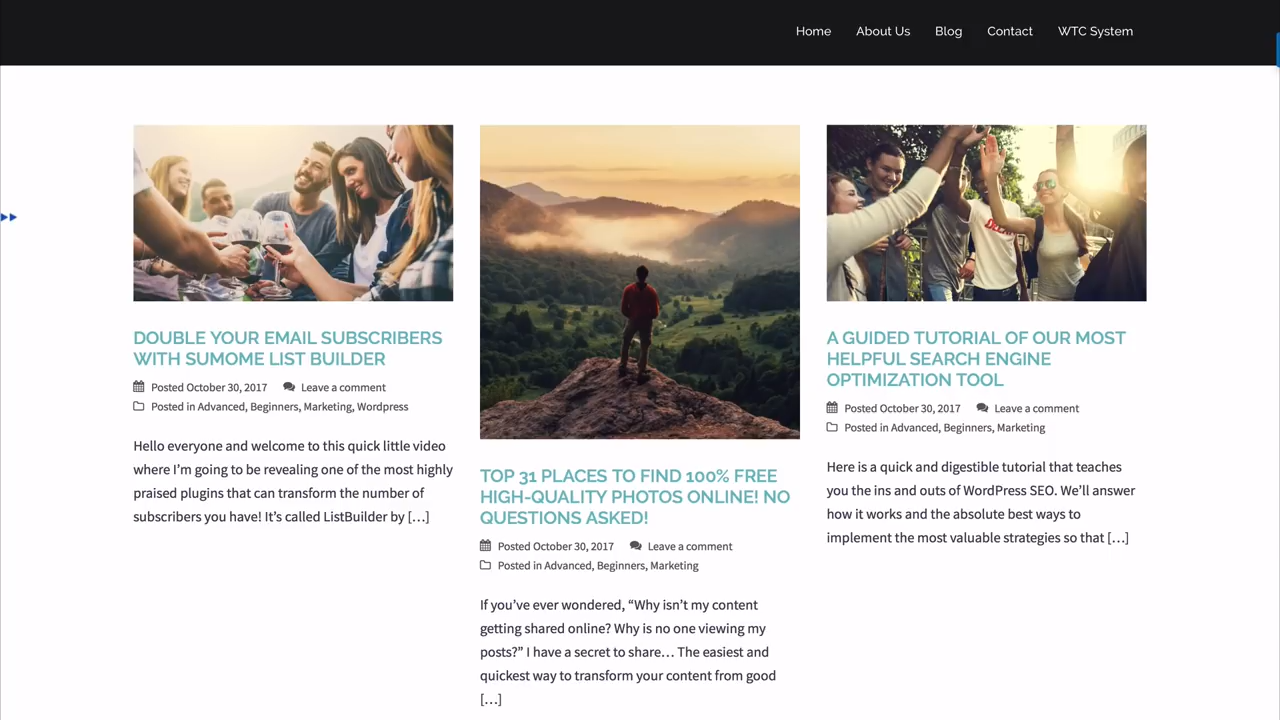 Home About Us Blog Contact WTC System
DOUBLE YOUR EMAIL SUBSCRIBERS
WITH SUMOME LIST BUILDER
Posted October 30, 2017 Leave a comment
Posted in Advanced, Beginners, Marketing, Wordpress
Hello everyone and welcome to this quick little video
where I’m going to be revealing one of the most highly
praised plugins that can transform the number of
subscribers you have! It’s called ListBuilder by […]
TOP 31 PLACES TO FIND 100% FREE
HIGH-QUALITY PHOTOS ONLINE! NO
QUESTIONS ASKED!
Posted October 30, 2017 Leave a comment
Posted in Advanced, Beginners, Marketing
If you’ve ever wondered, “Why isn’t my content
getting shared online? Why is no one viewing my
posts?” I have a secret to share… The easiest and
quickest way to transform your content from good
[…]
A GUIDED TUTORIAL OF OUR MOST
HELPFUL SEARCH ENGINE
OPTIMIZATION TOOL
Posted October 30, 2017 Leave a comment
Posted in Advanced, Beginners, Marketing
Here is a quick and digestible tutorial that teaches
you the ins and outs of WordPress SEO. We’ll answer
how it works and the absolute best ways to
implement the most valuable strategies so that […]